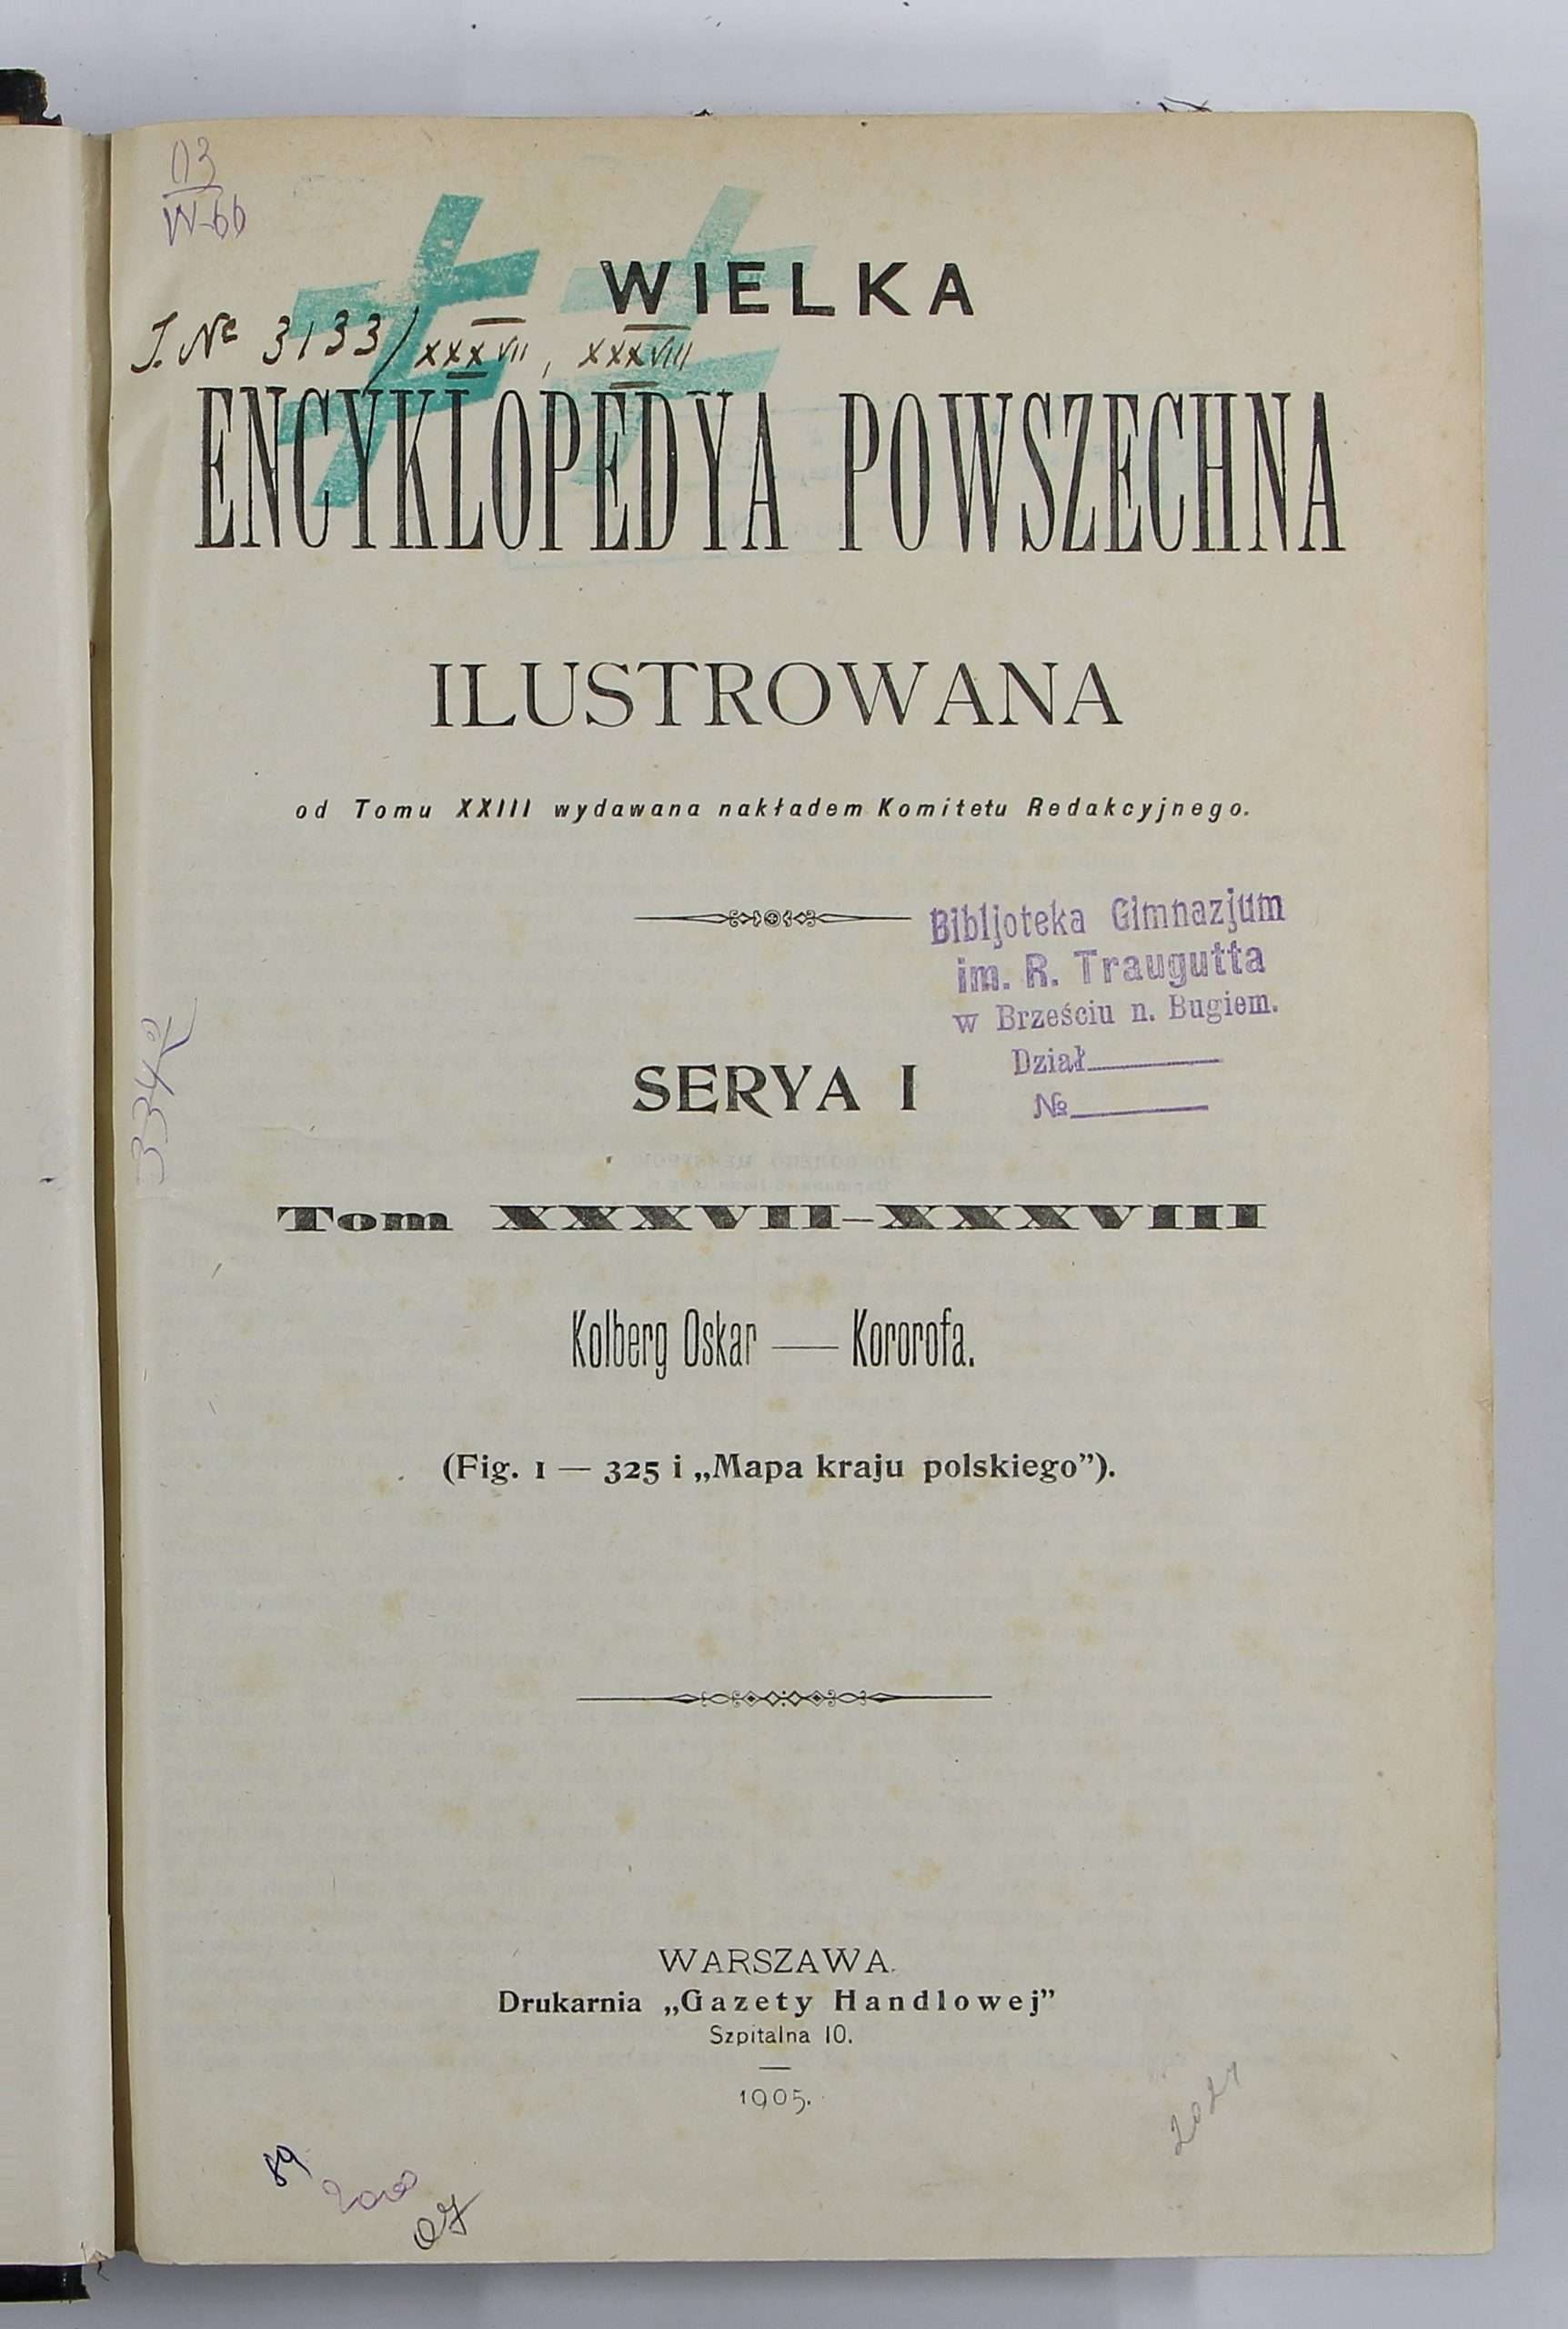 03
W-66
WIELKA
J. № 3133/XXXVII, XXXVIII
ENCYKLOPEDYA POWSZECHNA
ILUSTROWANA
od Tomu XXIII wydawana nakładem Komitetu Redakcyjnego.
Bibljoteka Gimnazjum
im. R. Traugutta
w Brześciu n. Bugiem.
Dział
№
SERYA I
Tom XXXVII–XXXVIII
Kolberg Oskar — Kororofa.
(Fig. 1 — 325 i „Mapa kraju polskiego”).
WARSZAWA.
Drukarnia „Gazety Handlowej”
Szpitalna 10.
1905.
89
2021